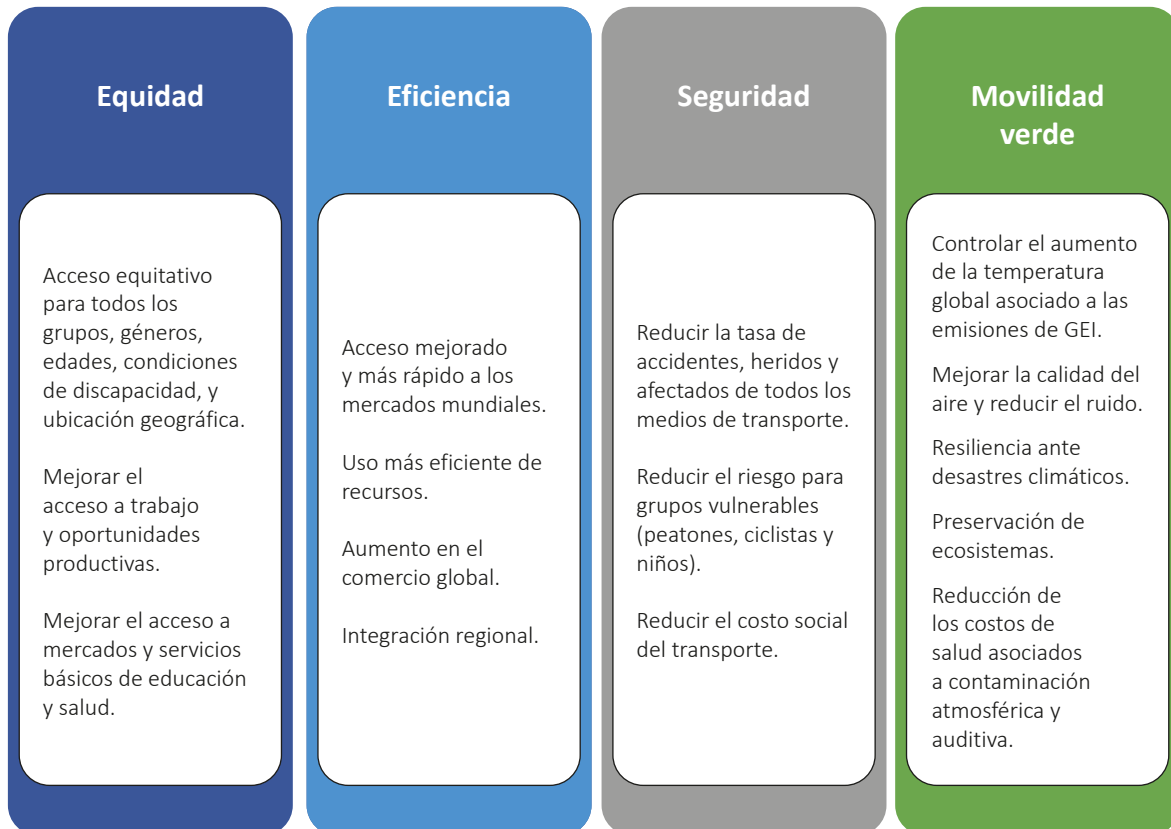 Equidad
Acceso equitativo
para todos los
grupos, géneros,
edades, condiciones
de discapacidad, y
ubicación geográfica.
Mejorar el
acceso a trabajo
y oportunidades
productivas.
Mejorar el acceso a
mercados y servicios
básicos de educación
y salud.
Eficiencia
Acceso mejorado
y más rápido a los
mercados mundiales.
Uso más eficiente de
recursos.
Aumento en el
comercio global.
Integración regional.
Seguridad
Reducir la tasa de
accidentes, heridos y
afectados de todos los
medios de transporte.
Reducir el riesgo para
grupos vulnerables
(peatones, ciclistas y
niños).
Reducir el costo social
del transporte.
Movilidad
verde
Controlar el aumento
de la temperatura
global asociado a las
emisiones de GEI.
Mejorar la calidad del
aire y reducir el ruido.
Resiliencia ante
desastres climáticos.
Preservación de
ecosistemas.
Reducción de
los costos de
salud asociados
a contaminación
atmosférica y
auditiva.